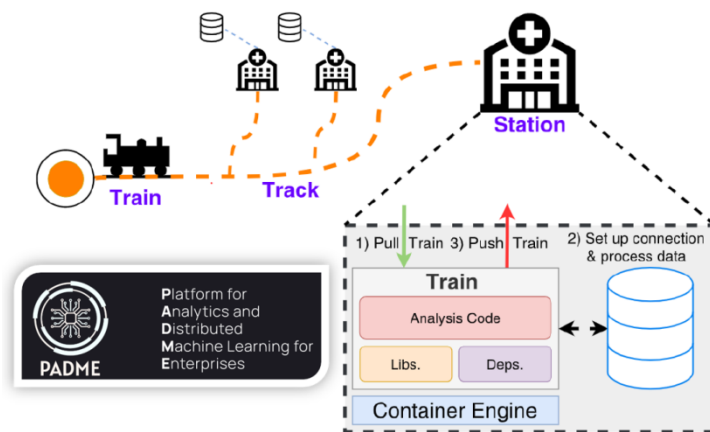 Station
Train
Track
1) Pull Train 3) Push Train
2) Set up connection
& process data
Train
Analysis Code
Libs.
Deps.
Container Engine
PADME
Platform for
Analytics and
Distributed
Machine Learning for
Enterprises